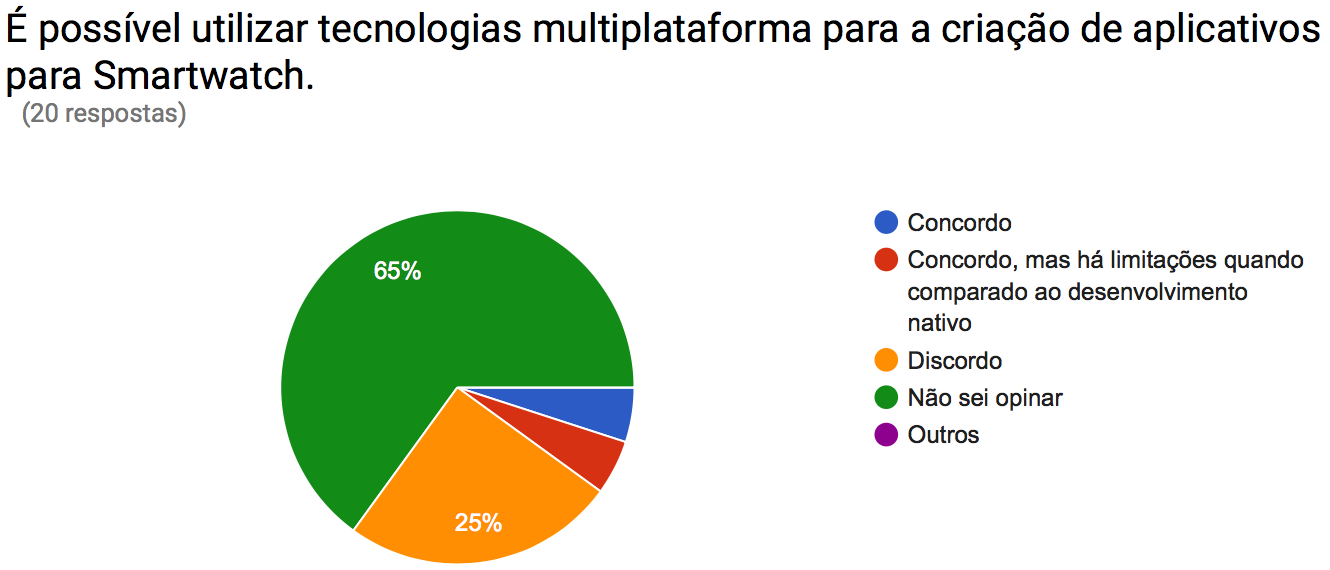 É possível utilizar tecnologias multiplataforma para a criação de aplicativos
para Smartwatch.
(20 respostas)
65%
25%
Concordo
Concordo, mas há limitações quando
comparado ao desenvolvimento
nativo
Discordo
Não sei opinar
Outros